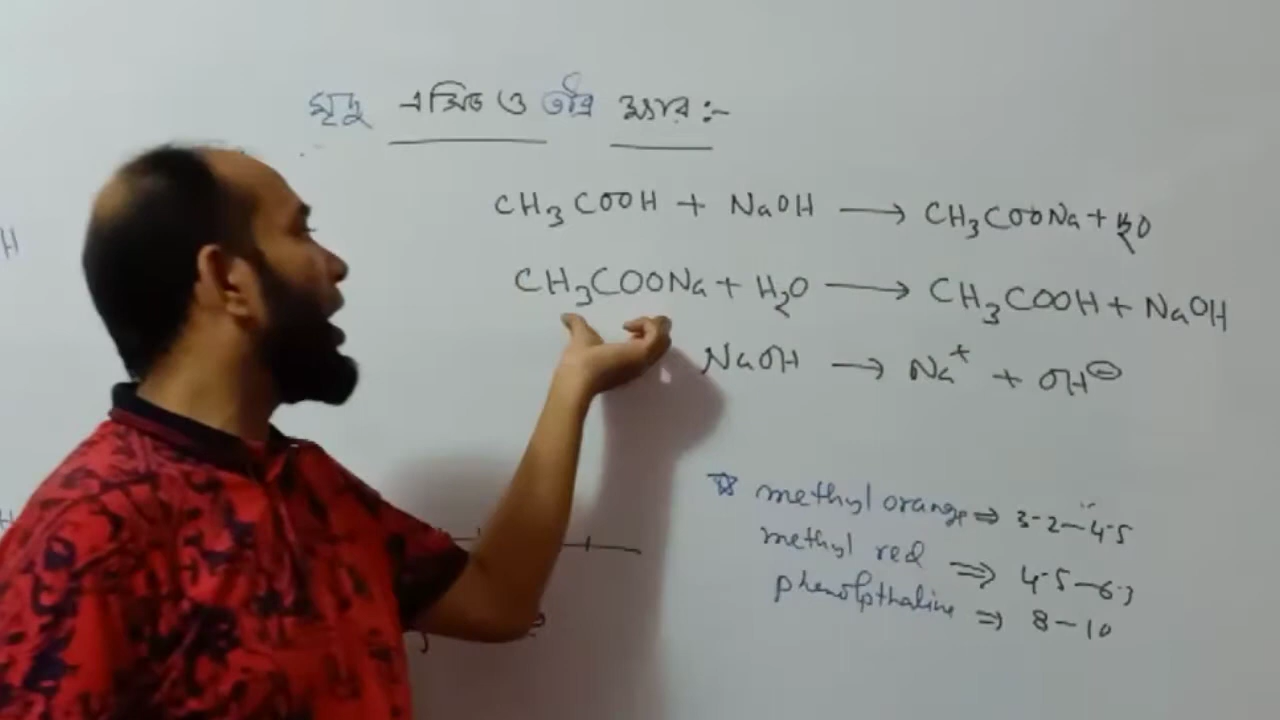 মৃদু এসিড ও তীব্র ক্ষার :-
CH₃COOH + NaOH ⟶ CH₃COONa + H₂O
CH₃COONa + H₂O ⟶ CH₃COOH + NaOH
NaOH ⟶ Na⁺ + OH⊖
☆ methyl orange ⇒ 3.2-4.5
methyl red ⇒ 4.5-6.3
phenolpthaline ⇒ 8-10
H